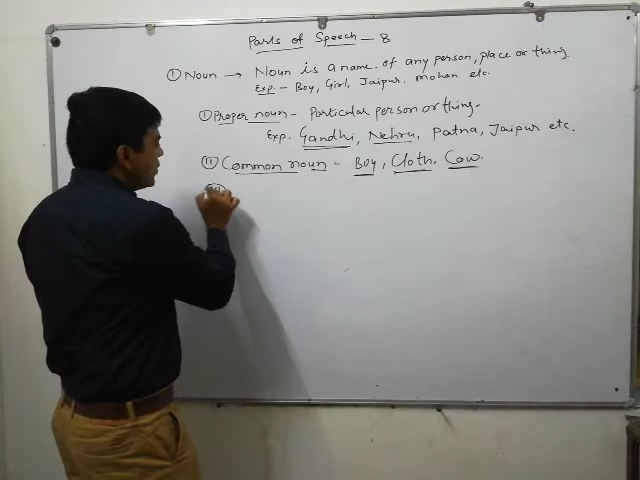 Parts of Speech - 8
① Noun → Noun is a name of any person, place or thing.
Exp. - Boy, Girl, Jaipur, mohan etc.
① Proper noun - Particular person or thing.
Exp. Gandhi, Nehru, Patna, Jaipur etc.
⑪ Common noun - Boy, Cloth, Cow.